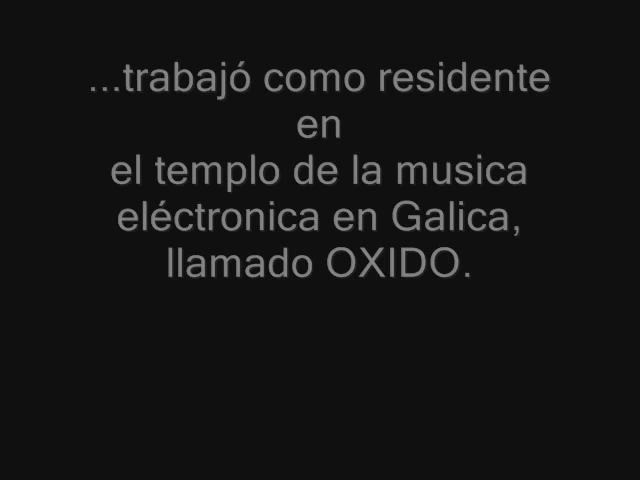 ...trabajó como residente
en
el templo de la musica
eléctronica en Galica,
llamado OXIDO.